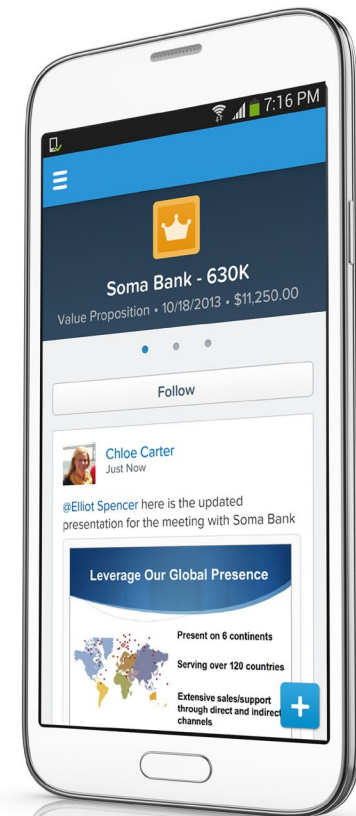 7:16 PM
Soma Bank - 630K
Value Proposition • 10/18/2013 • $11,250.00
Follow
Chloe Carter
Just Now
@Elliot Spencer here is the updated
presentation for the meeting with Soma Bank
Leverage Our Global Presence
Present on 6 continents
Serving over 120 countries
Extensive sales/support
through direct and indirect
channels